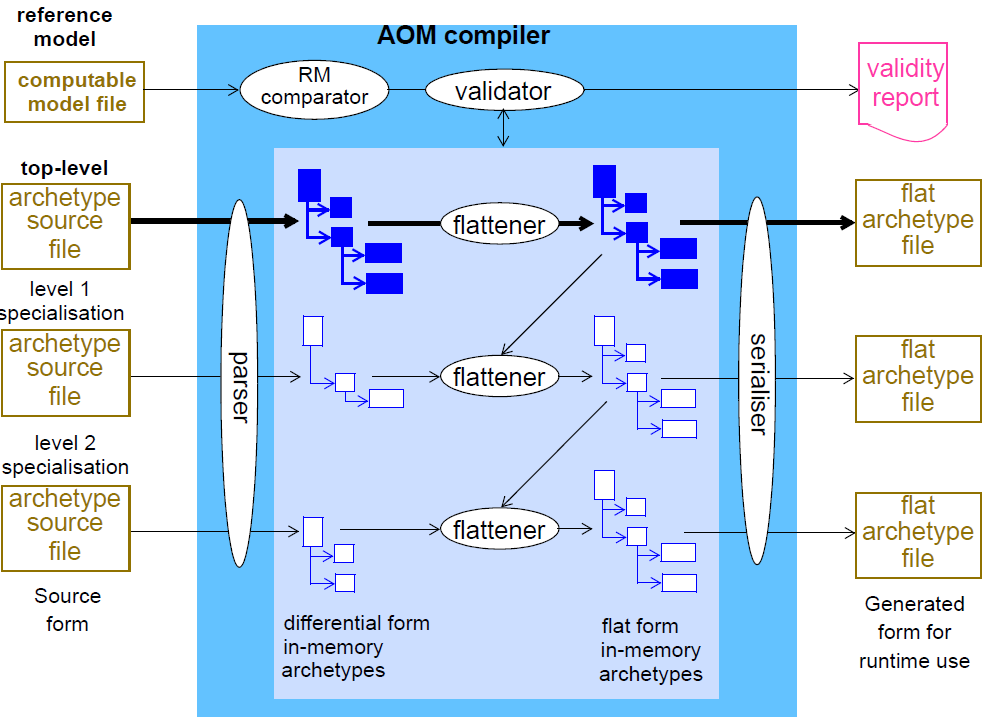 reference
model
AOM compiler
computable
model file
RM
comparator
validator
validity
report
top-level
archetype
source
file
flattener
flat
archetype
file
level 1
specialisation
archetype
source
file
parser
flattener
serialiser
flat
archetype
file
level 2
specialisation
archetype
source
file
flattener
flat
archetype
file
Source
form
differential form
in-memory
archetypes
flat form
in-memory
archetypes
Generated
form for
runtime use